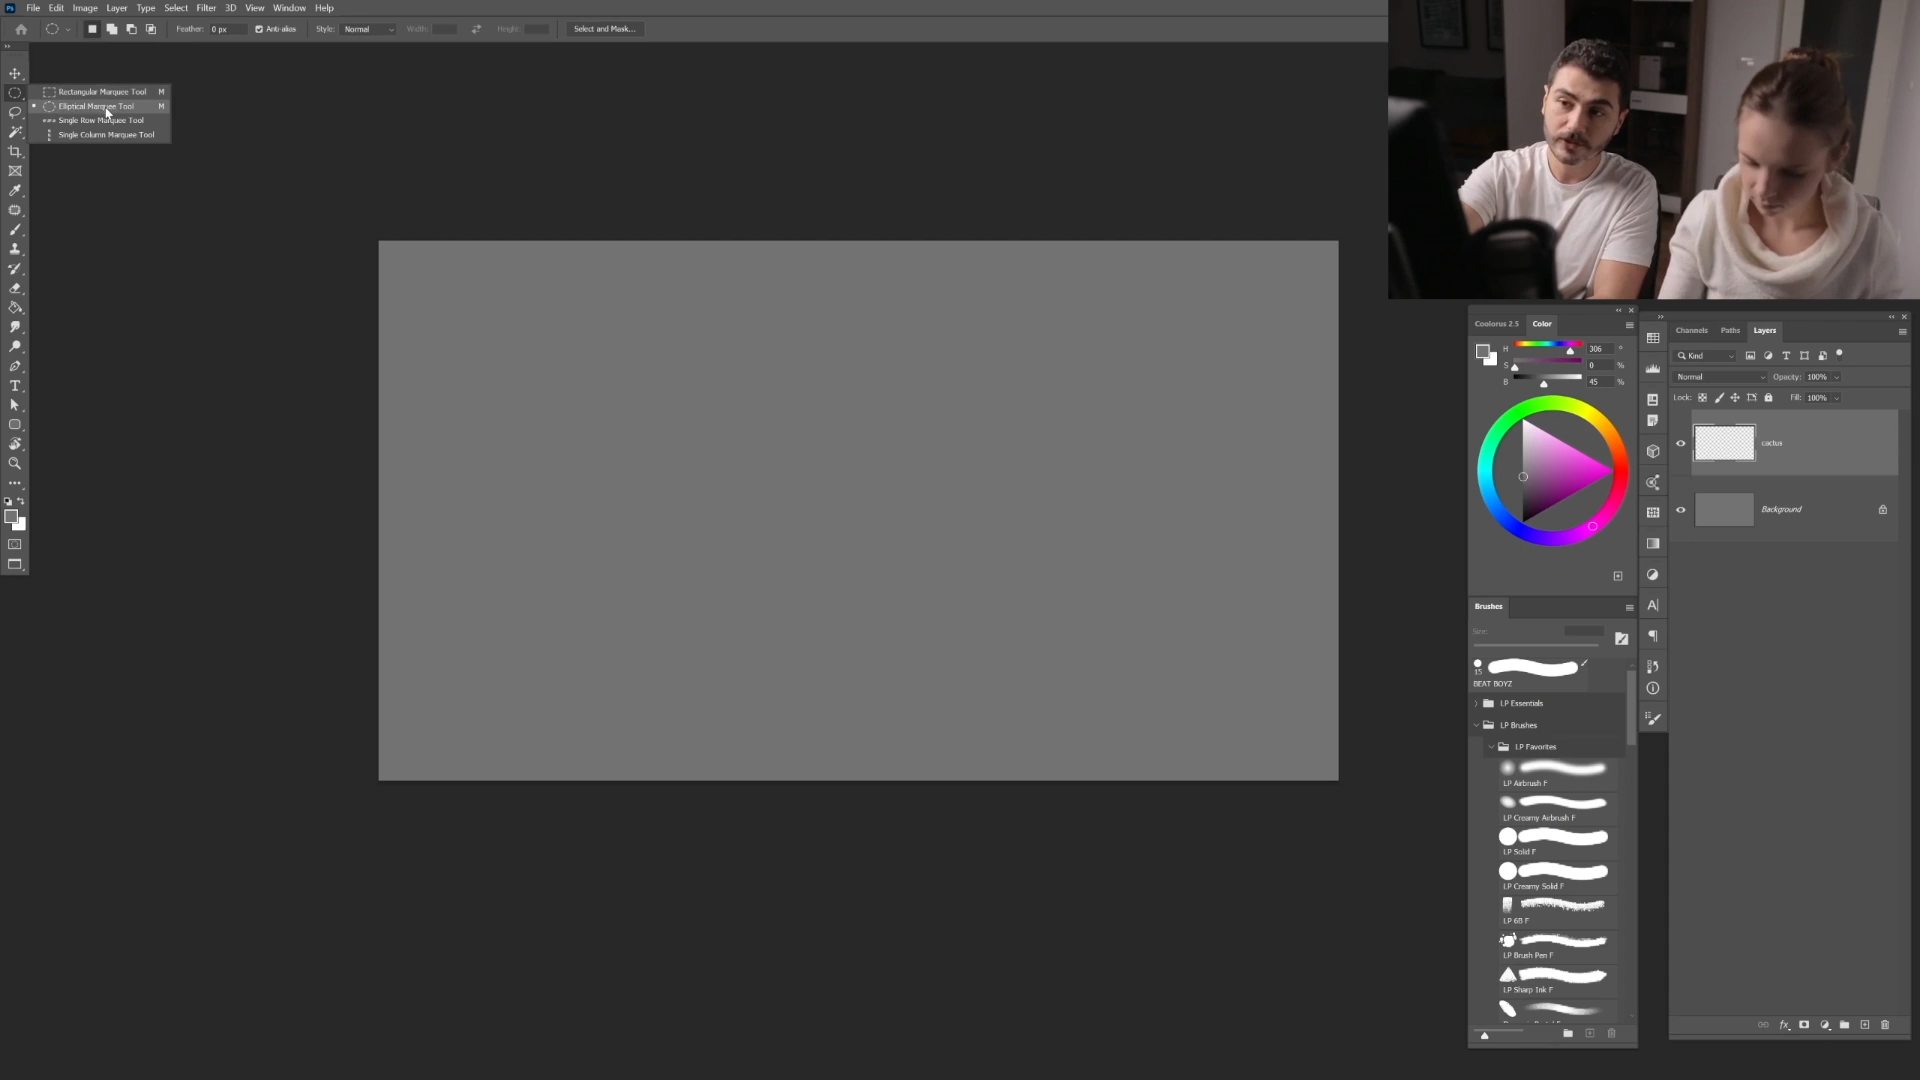 Ps File Edit Image Layer Type Select Filter 3D View Window Help
Feather: 0 px Anti-alias Style: Normal Width: Height: Select and Mask...
Rectangular Marquee Tool M
Elliptical Marquee Tool M
Single Row Marquee Tool
Single Column Marquee Tool
Coolorus 2.5 Color
H 306 °
S 0 %
B 45 %
Brushes
Size:
15
BEAT BOYZ
LP Essentials
LP Brushes
LP Favorites
LP Airbrush F
LP Creamy Airbrush F
LP Solid F
LP Creamy Solid F
LP 6B F
LP Brush Pen F
LP Sharp Ink F
Channels Paths Layers
Kind
Normal Opacity: 100%
Lock: Fill: 100%
cactus
Background